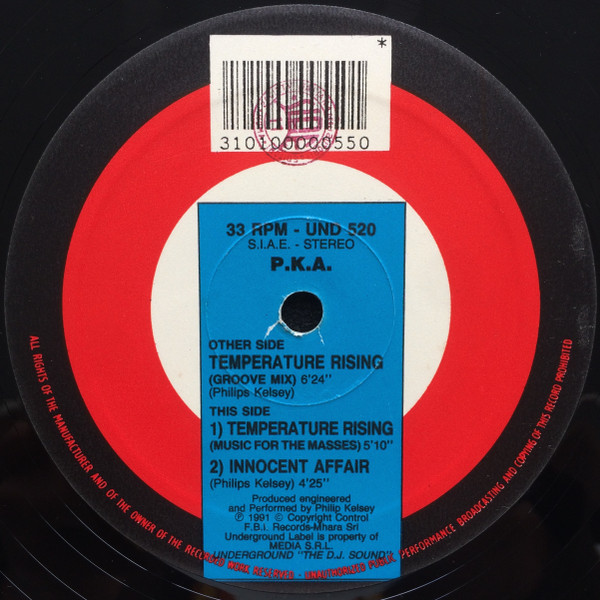 *
310100000550
33 RPM - UND 520
S.I.A.E. - STEREO
P.K.A.
OTHER SIDE
TEMPERATURE RISING
(GROOVE MIX) 6'24''
(Philips Kelsey)
THIS SIDE
1) TEMPERATURE RISING
(MUSIC FOR THE MASSES) 5'10''
2) INNOCENT AFFAIR
(Philips Kelsey) 4'25''
Produced engineered
and Performed by Philip Kelsey
℗ 1991 © Copyright Control
F.B.I. Records-Mhara Srl
Underground Label is property of
MEDIA S.R.L.
UNDERGROUND "THE D.J. SOUND"
ALL RIGHTS OF THE MANUFACTURER AND OF THE OWNER OF THE RECORDED WORK RESERVED - UNAUTHORIZED PUBLIC PERFORMANCE BROADCASTING AND COPYING OF THIS RECORD PROHIBITED